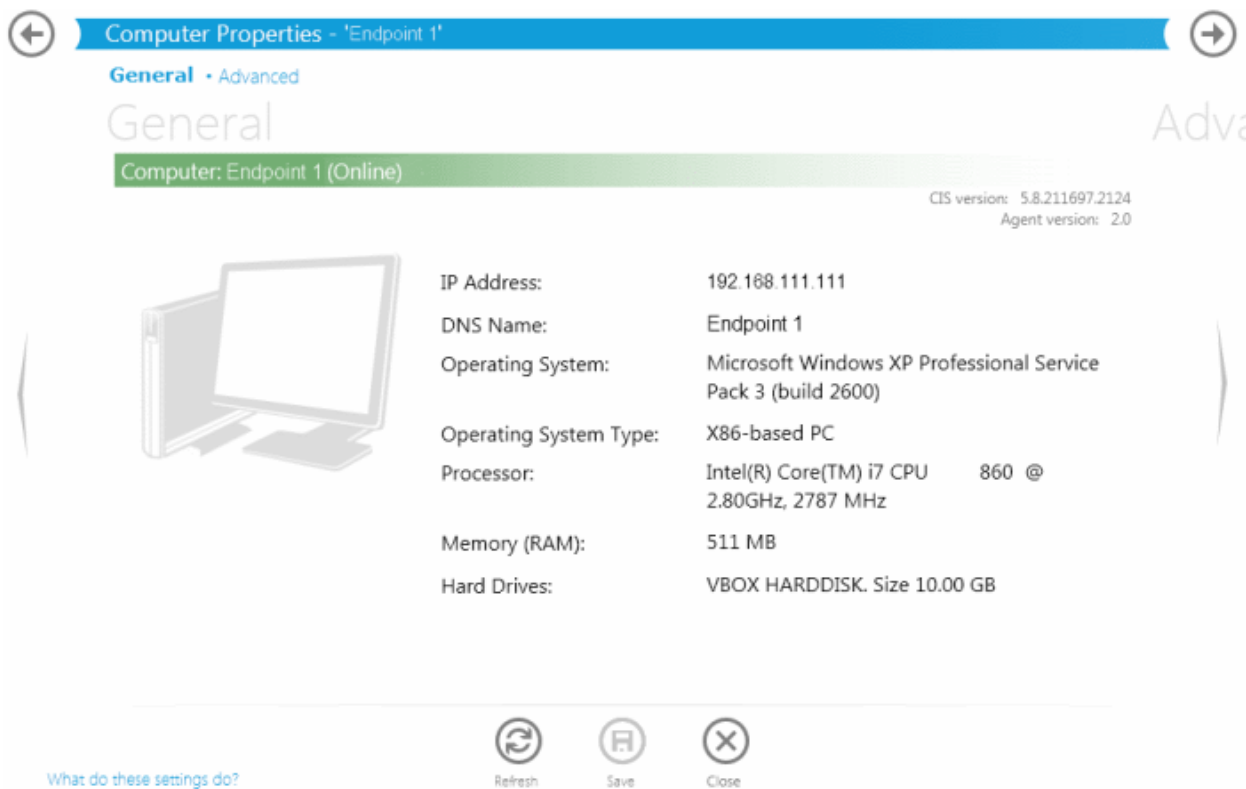 Computer Properties - 'Endpoint 1'
General • Advanced
General
Adva
Computer: Endpoint 1 (Online)
CIS version: 5.8.211697.2124
Agent version: 2.0
IP Address: 192.168.111.111
DNS Name: Endpoint 1
Operating System: Microsoft Windows XP Professional Service
Pack 3 (build 2600)
Operating System Type: X86-based PC
Processor: Intel(R) Core(TM) i7 CPU 860 @
2.80GHz, 2787 MHz
Memory (RAM): 511 MB
Hard Drives: VBOX HARDDISK. Size 10.00 GB
Refresh Save Close
What do these settings do?